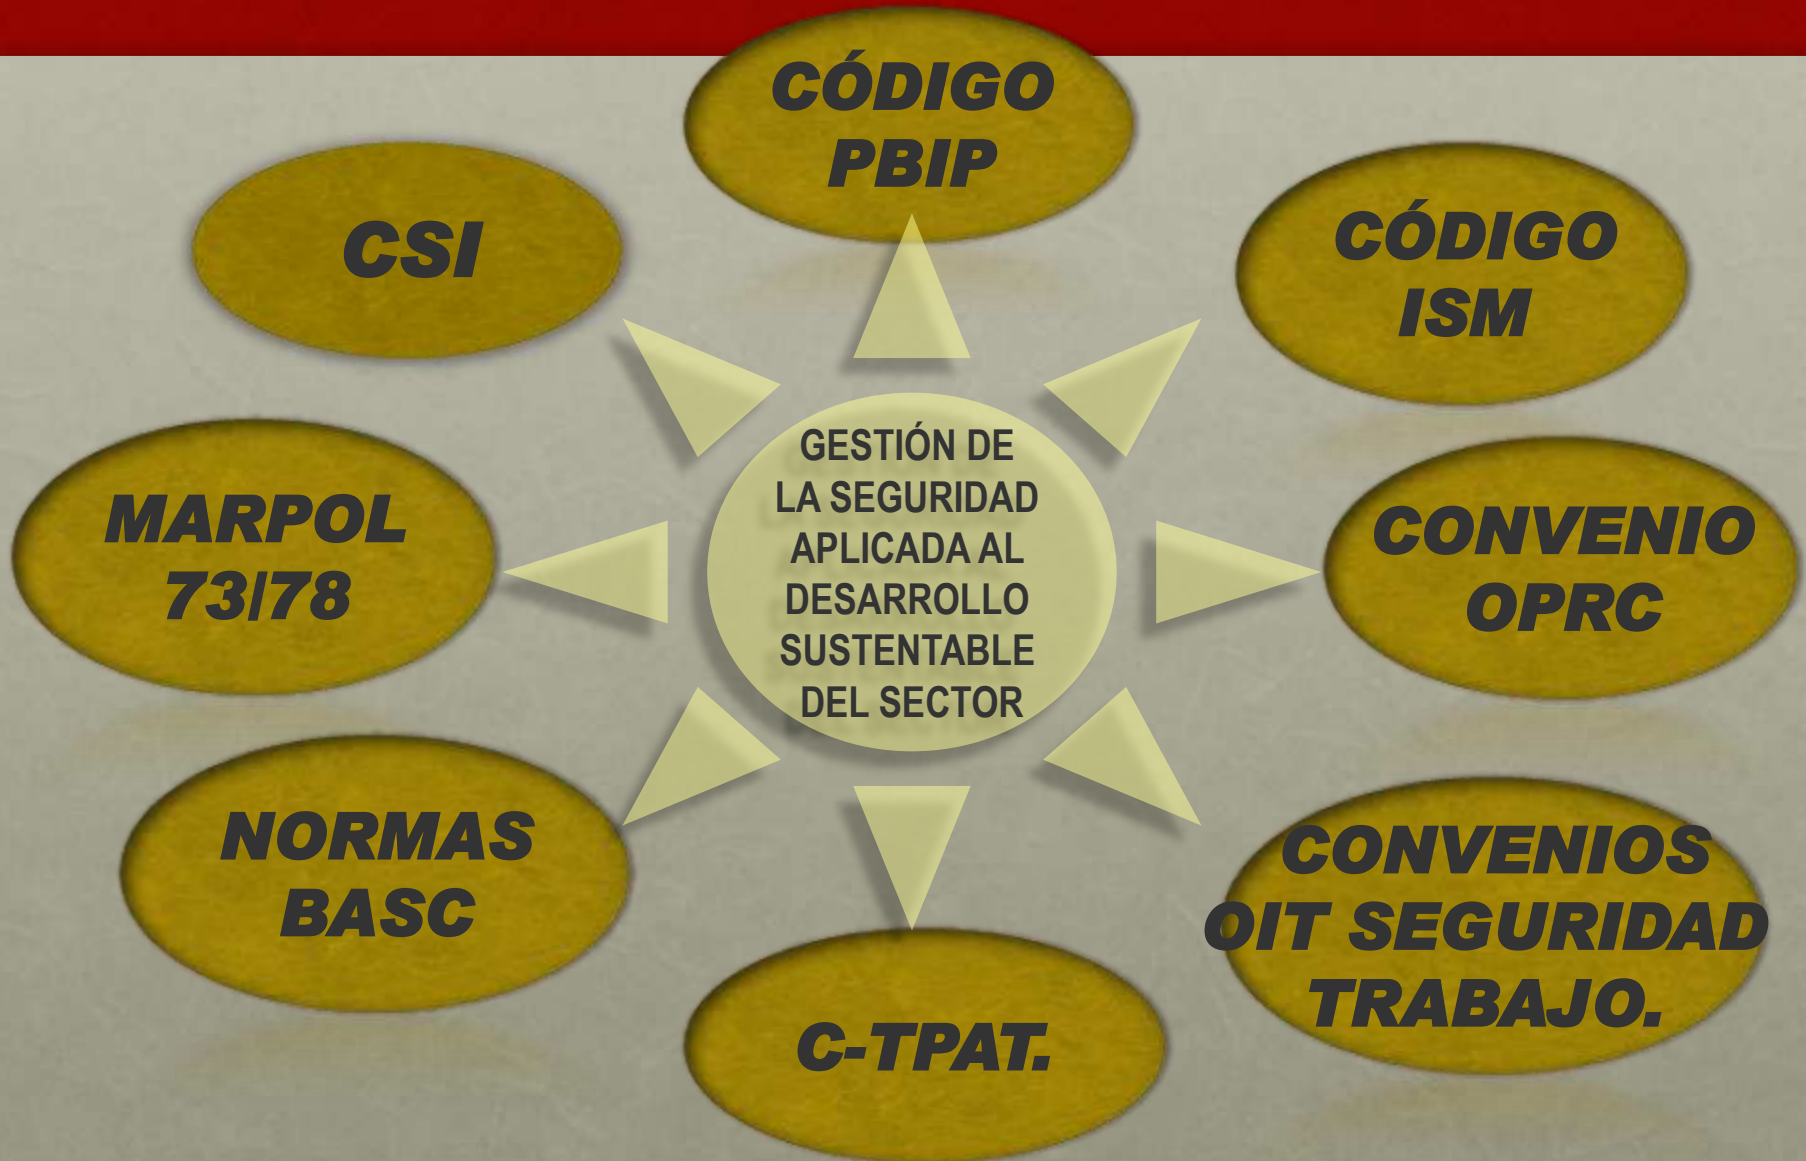 CÓDIGO
PBIP
CSI
CÓDIGO
ISM
GESTIÓN DE
LA SEGURIDAD
APLICADA AL
DESARROLLO
SUSTENTABLE
DEL SECTOR
MARPOL
73/78
CONVENIO
OPRC
NORMAS
BASC
CONVENIOS
OIT SEGURIDAD
TRABAJO.
C-TPAT.